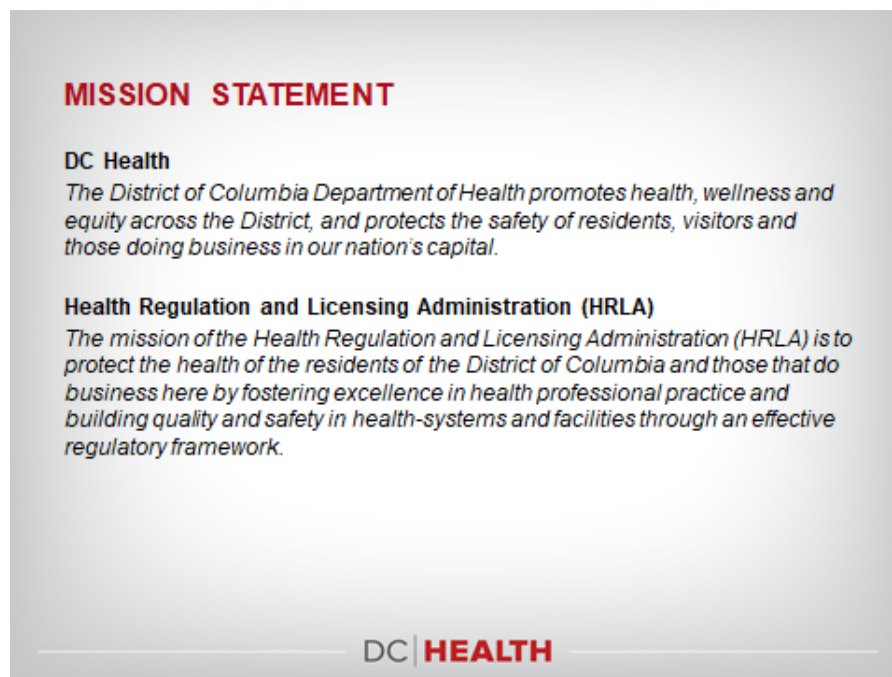 MISSION STATEMENT
DC Health
The District of Columbia Department of Health promotes health, wellness and
equity across the District, and protects the safety of residents, visitors and
those doing business in our nation's capital.
Health Regulation and Licensing Administration (HRLA)
The mission of the Health Regulation and Licensing Administration (HRLA) is to
protect the health of the residents of the District of Columbia and those that do
business here by fostering excellence in health professional practice and
building quality and safety in health-systems and facilities through an effective
regulatory framework.
DC|HEALTH